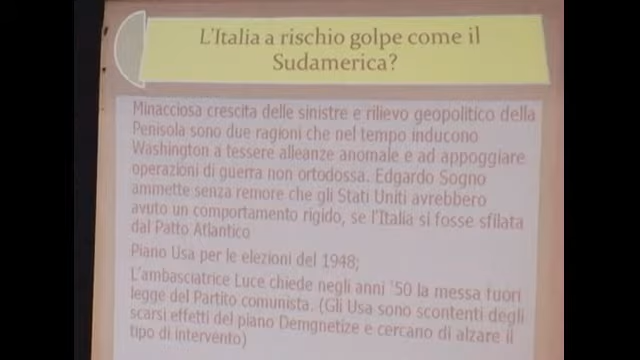 L'Italia a rischio golpe come il
Sudamerica?
Minacciosa crescita delle sinistre e rilievo geopolitico della
Penisola sono due ragioni che nel tempo inducono
Washington a tessere alleanze anomale e ad appoggiare
operazioni di guerra non ortodossa. Edgardo Sogno
ammette senza remore che gli Stati Uniti avrebbero
avuto un comportamento rigido, se l'Italia si fosse sfilata
dal Patto Atlantico
Piano Usa per le elezioni del 1948;
L'ambasciatrice Luce chiede negli anni '50 la messa fuori
legge del Partito comunista. (Gli Usa sono scontenti degli
scarsi effetti del piano Demgnetize e cercano di alzare il
tipo di intervento)